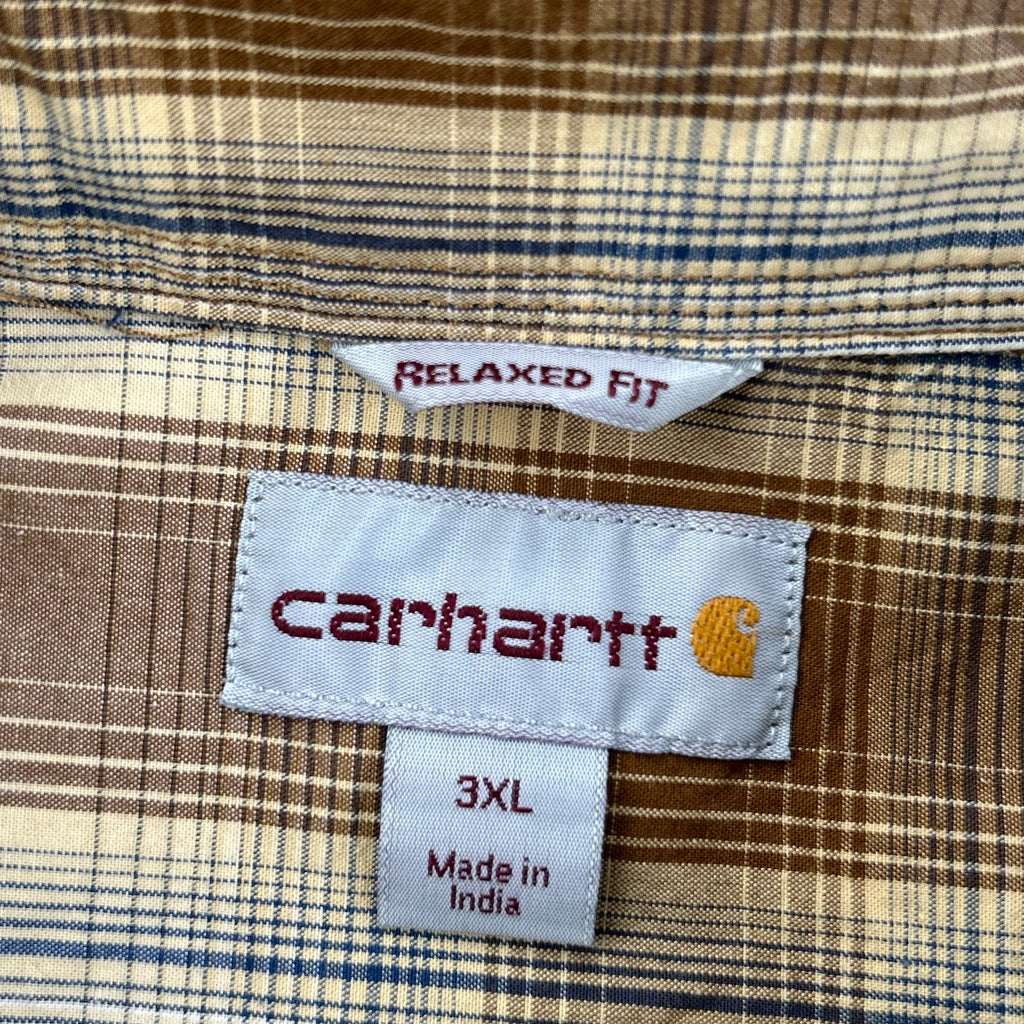 RELAXED FIT
carhartt
3XL
Made in
India